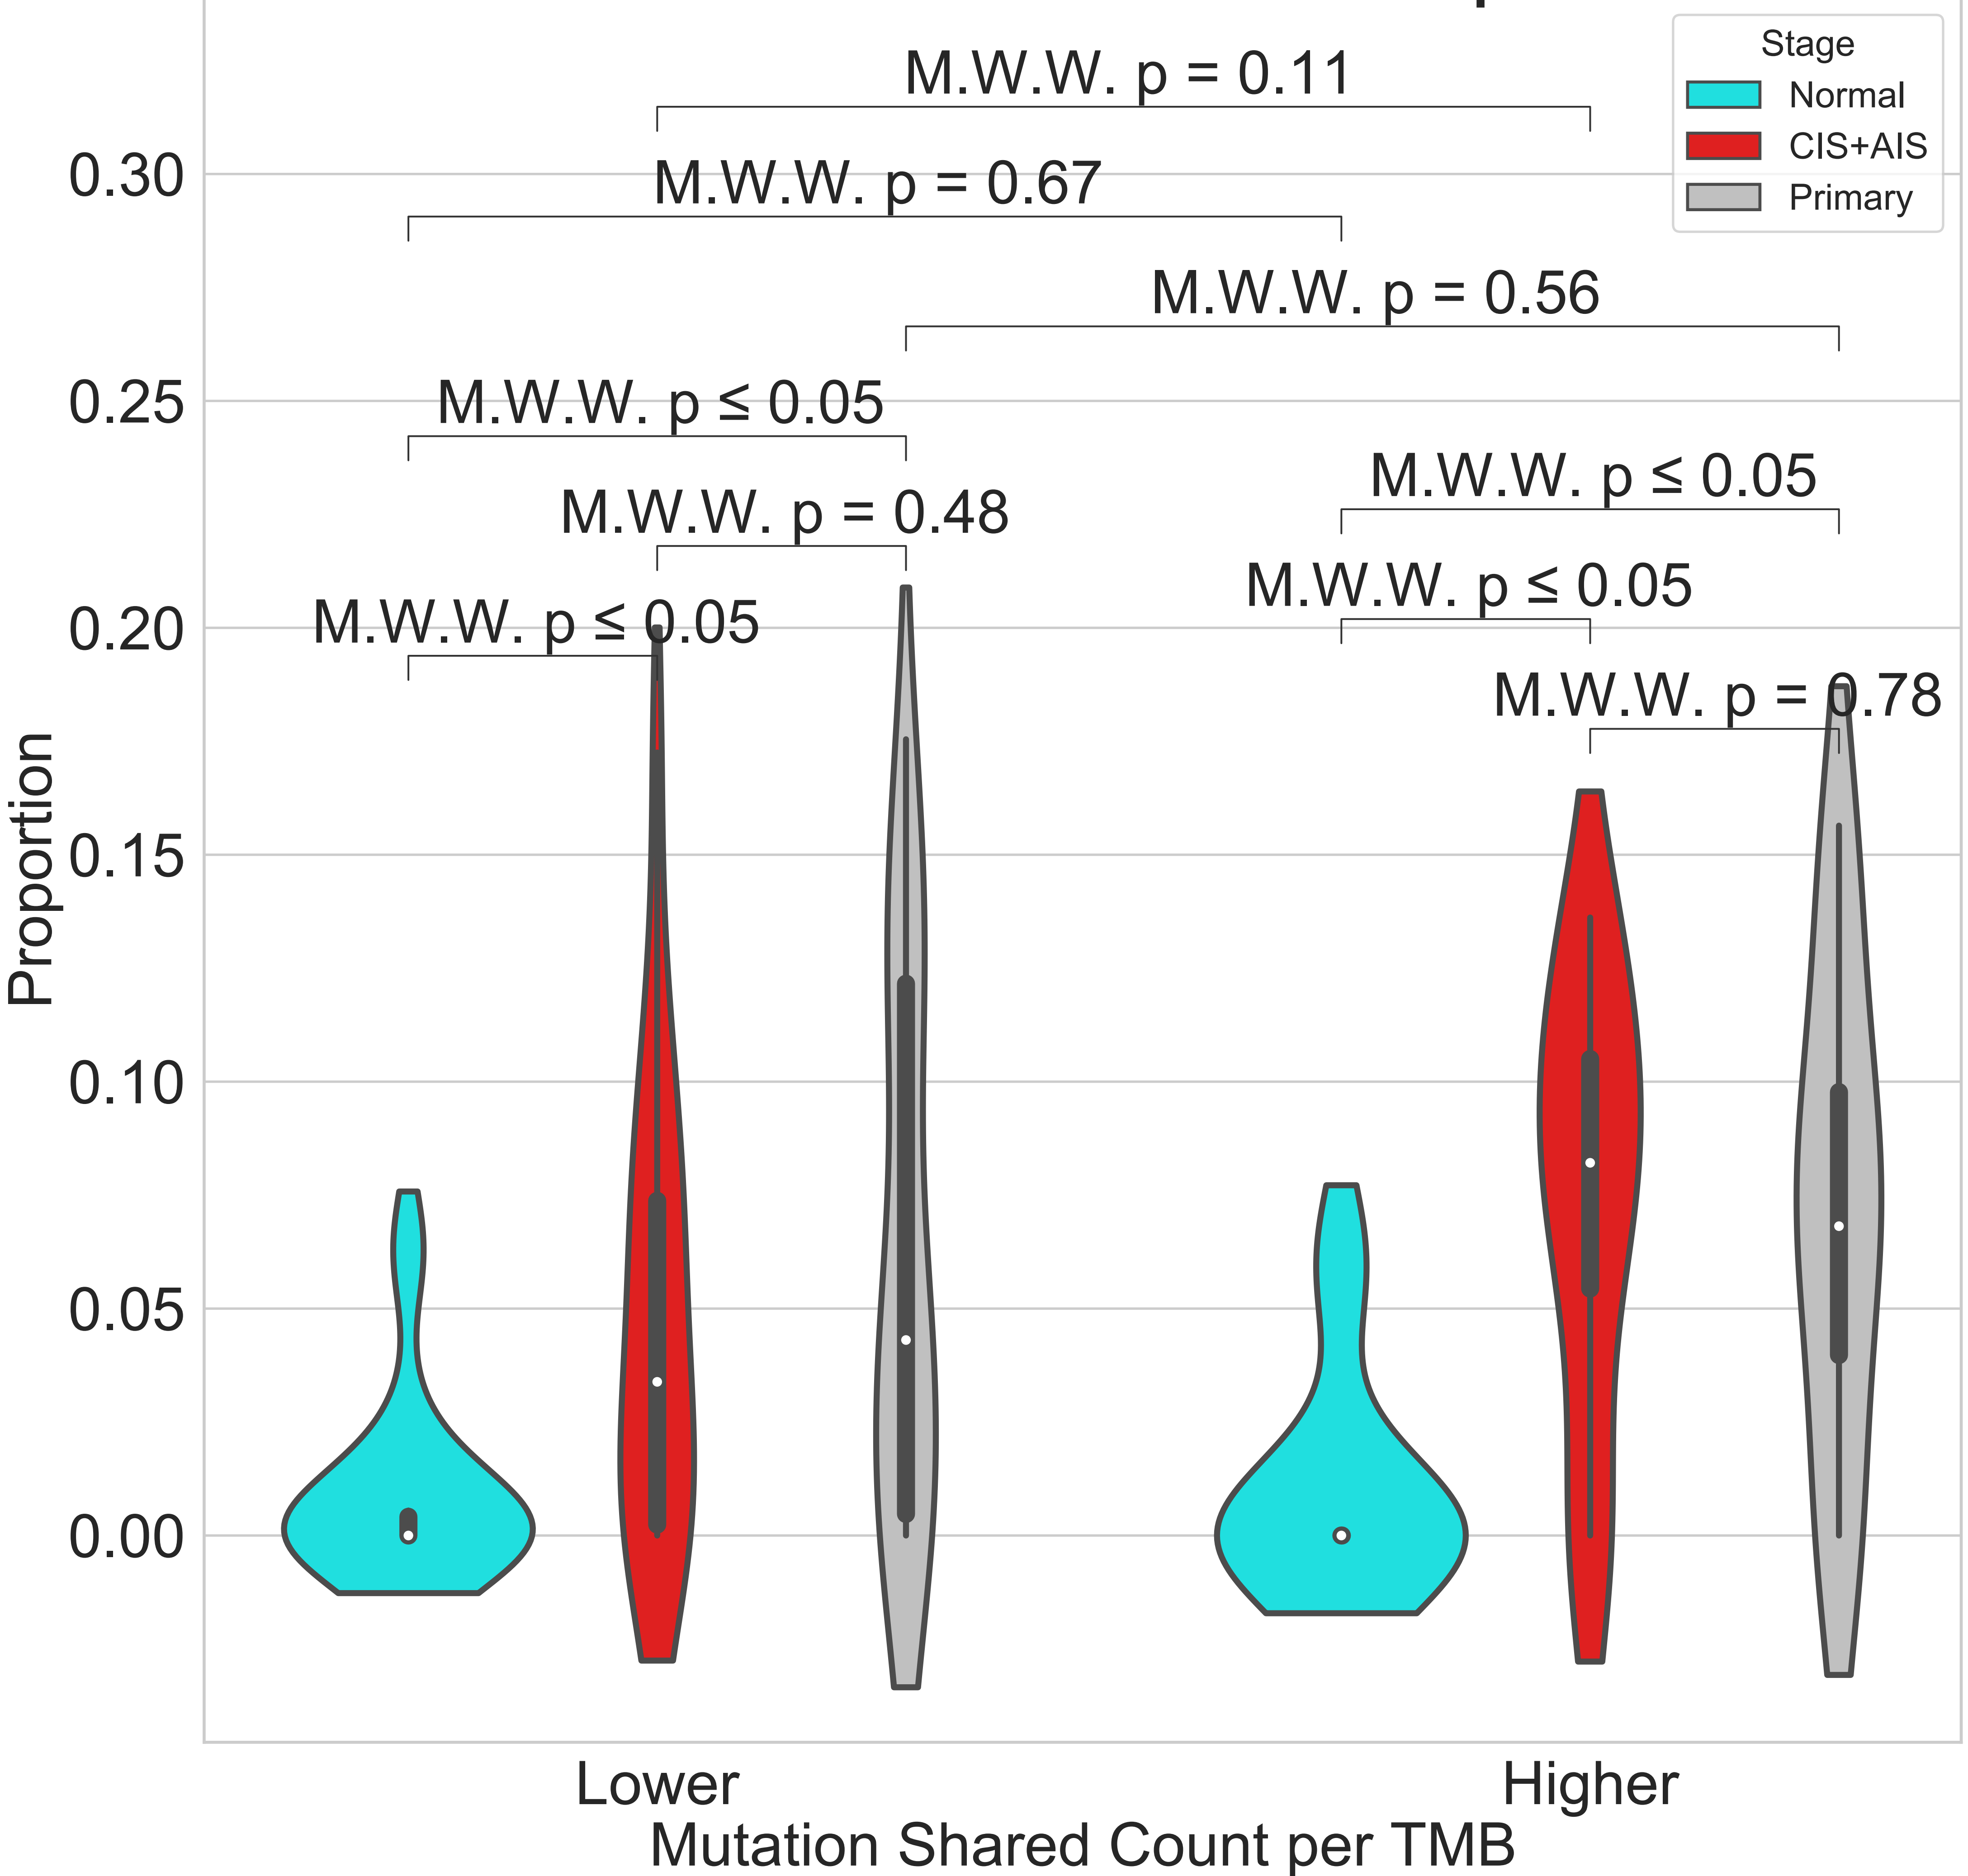 Stage
Normal
CIS+AIS
Primary
M.W.W. p = 0.11
M.W.W. p = 0.67
M.W.W. p = 0.56
M.W.W. p ≤ 0.05
M.W.W. p = 0.48
M.W.W. p ≤ 0.05
M.W.W. p ≤ 0.05
M.W.W. p ≤ 0.05
M.W.W. p = 0.78
0.30
0.25
0.20
0.15
0.10
0.05
0.00
Proportion
Lower
Higher
Mutation Shared Count per TMB